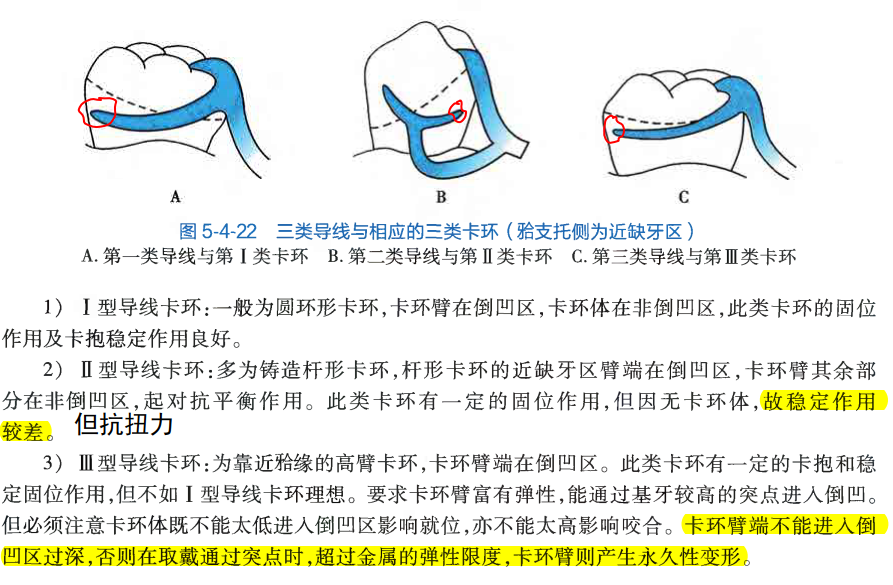 A
B
C
图 5-4-22 三类导线与相应的三类卡环（𬌗支托侧为近缺牙区）
A. 第一类导线与第Ⅰ类卡环 B. 第二类导线与第Ⅱ类卡环 C. 第三类导线与第Ⅲ类卡环
1）Ⅰ型导线卡环：一般为圆环形卡环，卡环臂在倒凹区，卡环体在非倒凹区，此类卡环的固位
作用及卡抱稳定作用良好。
2）Ⅱ型导线卡环：多为铸造杆形卡环，杆形卡环的近缺牙区臂端在倒凹区，卡环臂其余部
分在非倒凹区，起对抗平衡作用。此类卡环有一定的固位作用，但因无卡环体，故稳定作用
较差。 但抗扭力
3）Ⅲ型导线卡环：为靠近𬌗缘的高臂卡环，卡环臂端在倒凹区。此类卡环有一定的卡抱和稳
定固位作用，但不如Ⅰ型导线卡环理想。要求卡环臂富有弹性，能通过基牙较高的突点进入倒凹。
但必须注意卡环体既不能太低进入倒凹区影响就位，亦不能太高影响咬合。卡环臂端不能进入倒
凹区过深，否则在取戴通过突点时，超过金属的弹性限度，卡环臂则产生永久性变形。